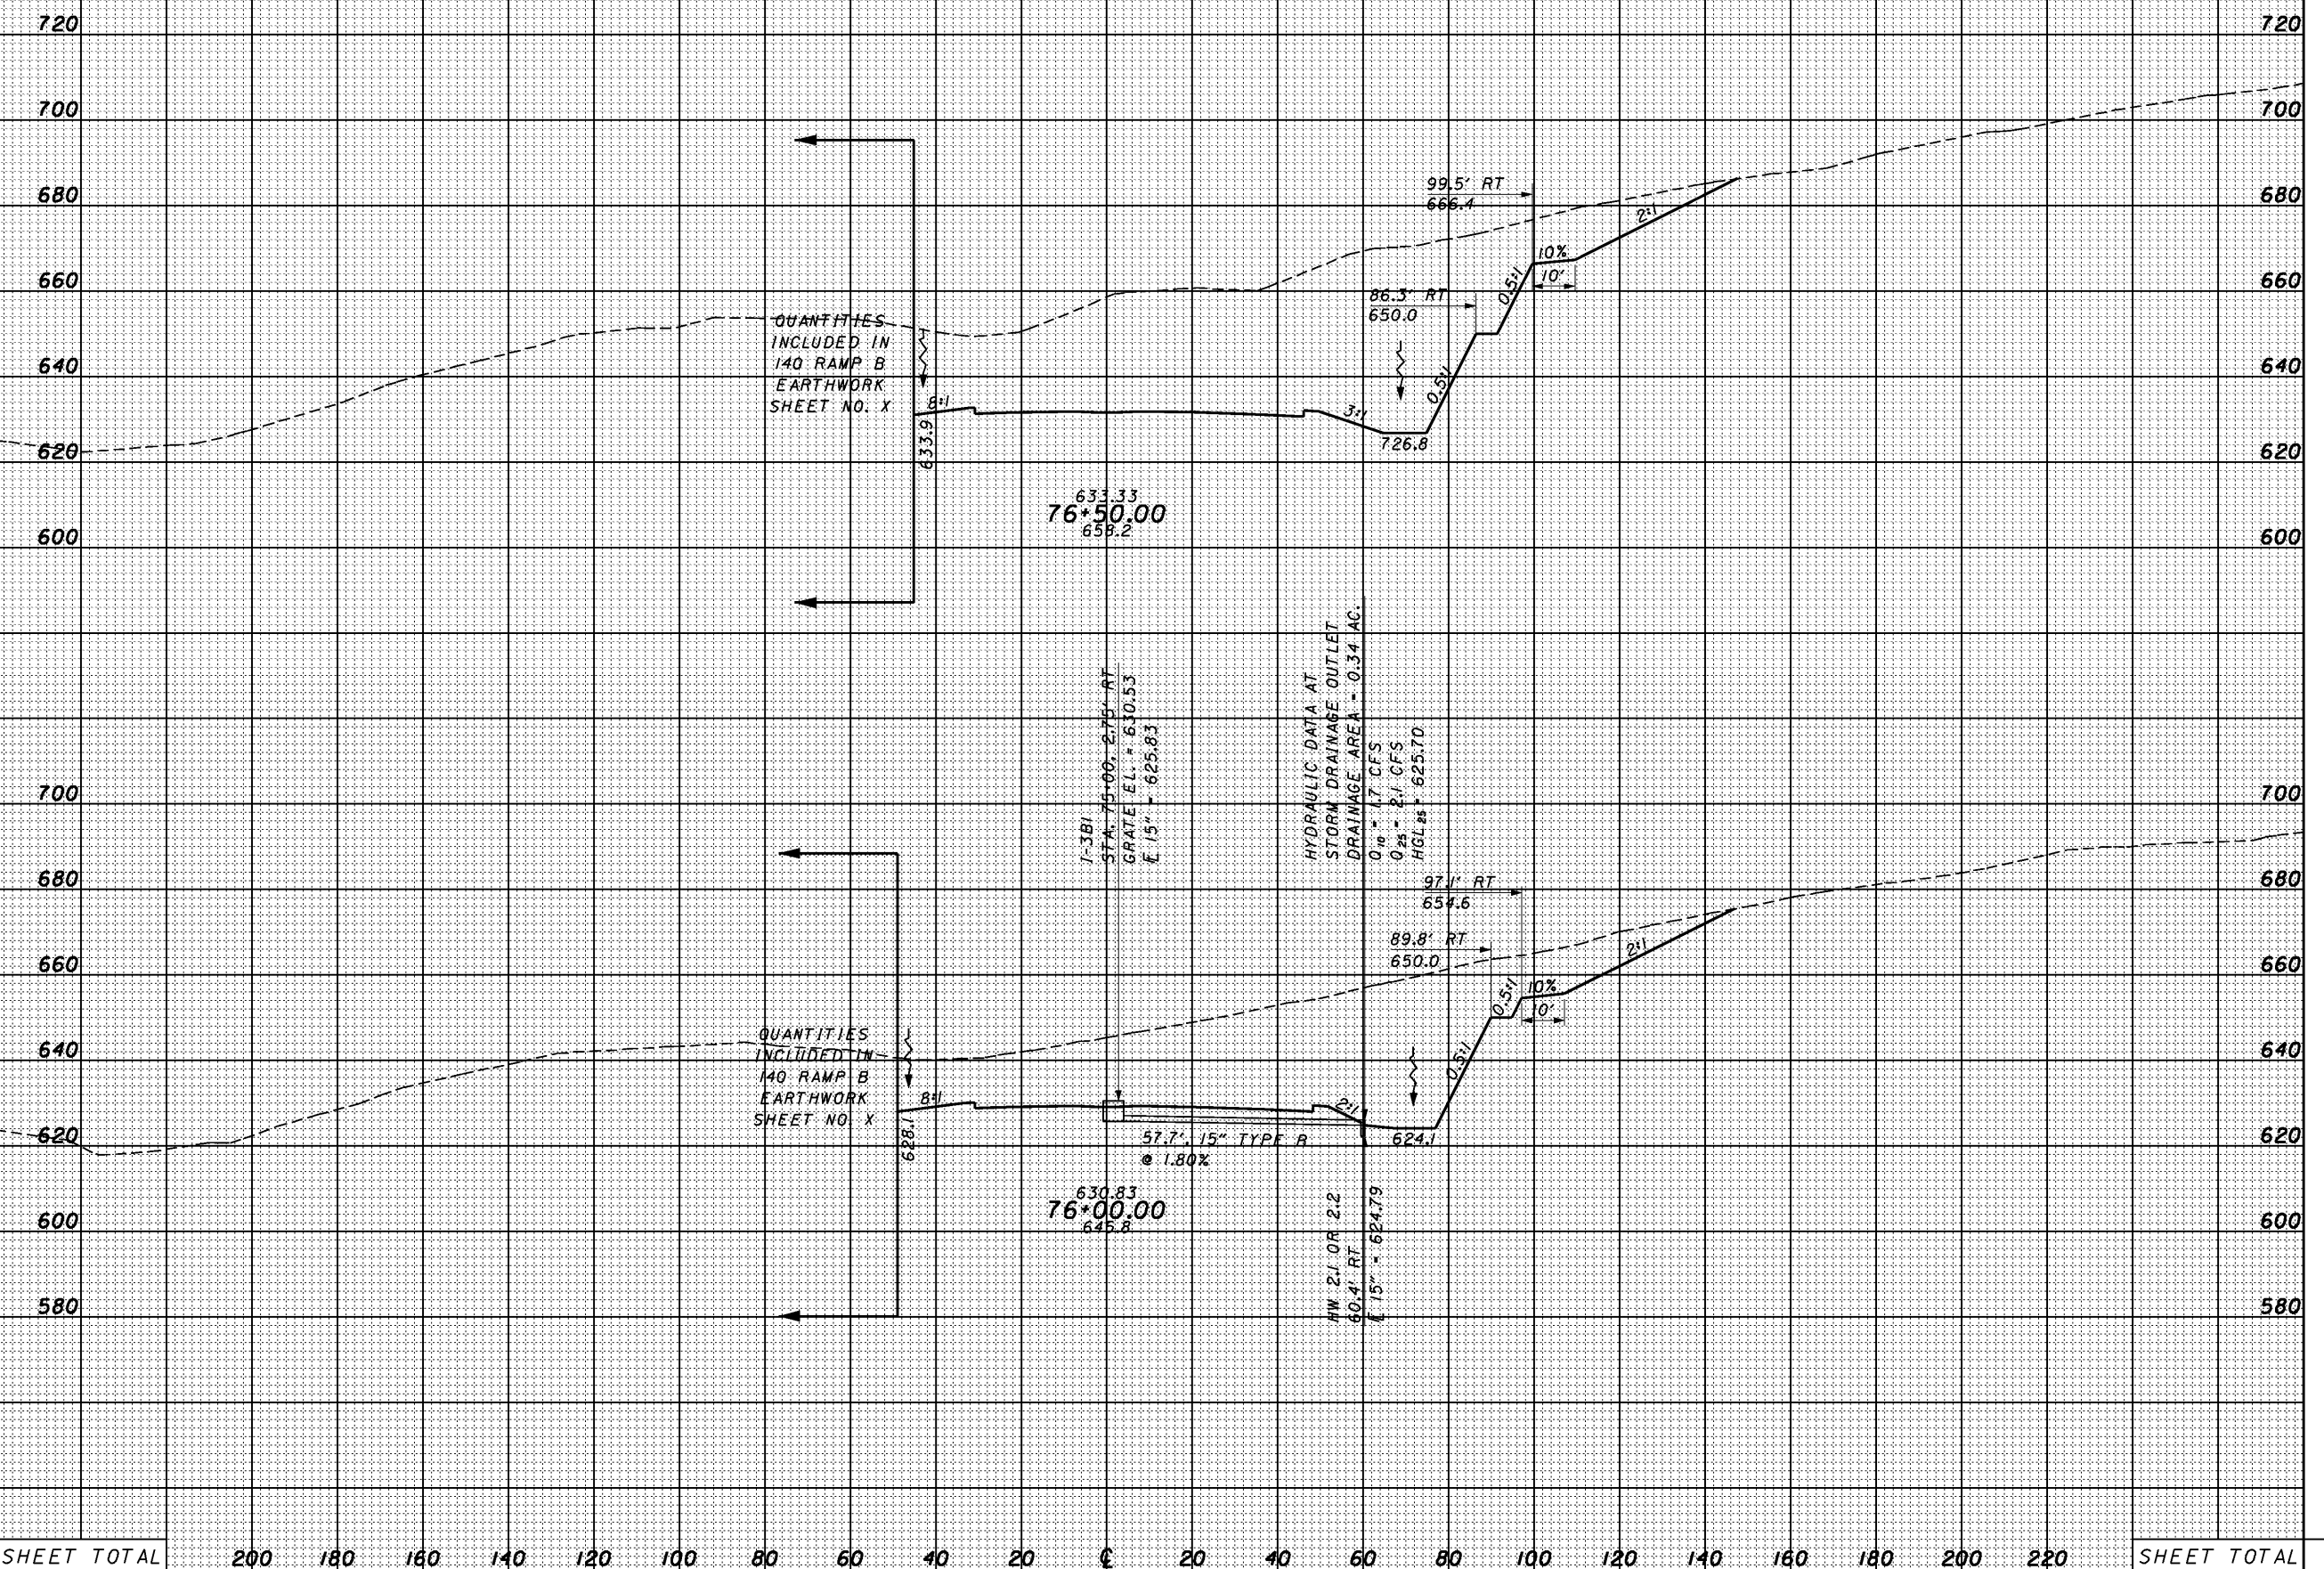 720 720
700 700
99.5' RT
680 666.4 2:1 680
10%
660 0.5:1 10' 660
86.3' RT
650.0
QUANTITIES
INCLUDED IN
140 RAMP B
EARTHWORK
SHEET NO. X
640 640
8:1 3:1 0.5:1
633.9
726.8
620 620
633.33
76+50.00
658.2
600 600
1-3B1
STA. 75+00, 2.75' RT
GRATE EL. = 630.53
E 15" = 625.83
HYDRAULIC DATA AT
STORM DRAINAGE OUTLET
DRAINAGE AREA = 0.34 AC.
Q10 = 1.7 CFS
Q25 = 2.1 CFS
HGL25 = 625.70
700 700
680 680
97.1' RT
654.6
89.8' RT
650.0 2:1
660 660
0.5:1 10%
10'
QUANTITIES
INCLUDED IN
140 RAMP B
EARTHWORK
SHEET NO. X
640 640
8:1 2:1 0.5:1
628.1
624.1
620 620
57.7', 15" TYPE B
@ 1.80%
630.83
76+00.00
645.8
HW 2.1 OR 2.2
60.4' RT
E 15" = 624.79
600 600
580 580
SHEET TOTAL 200 180 160 140 120 100 80 60 40 20 ℄ 20 40 60 80 100 120 140 160 180 200 220 SHEET TOTAL